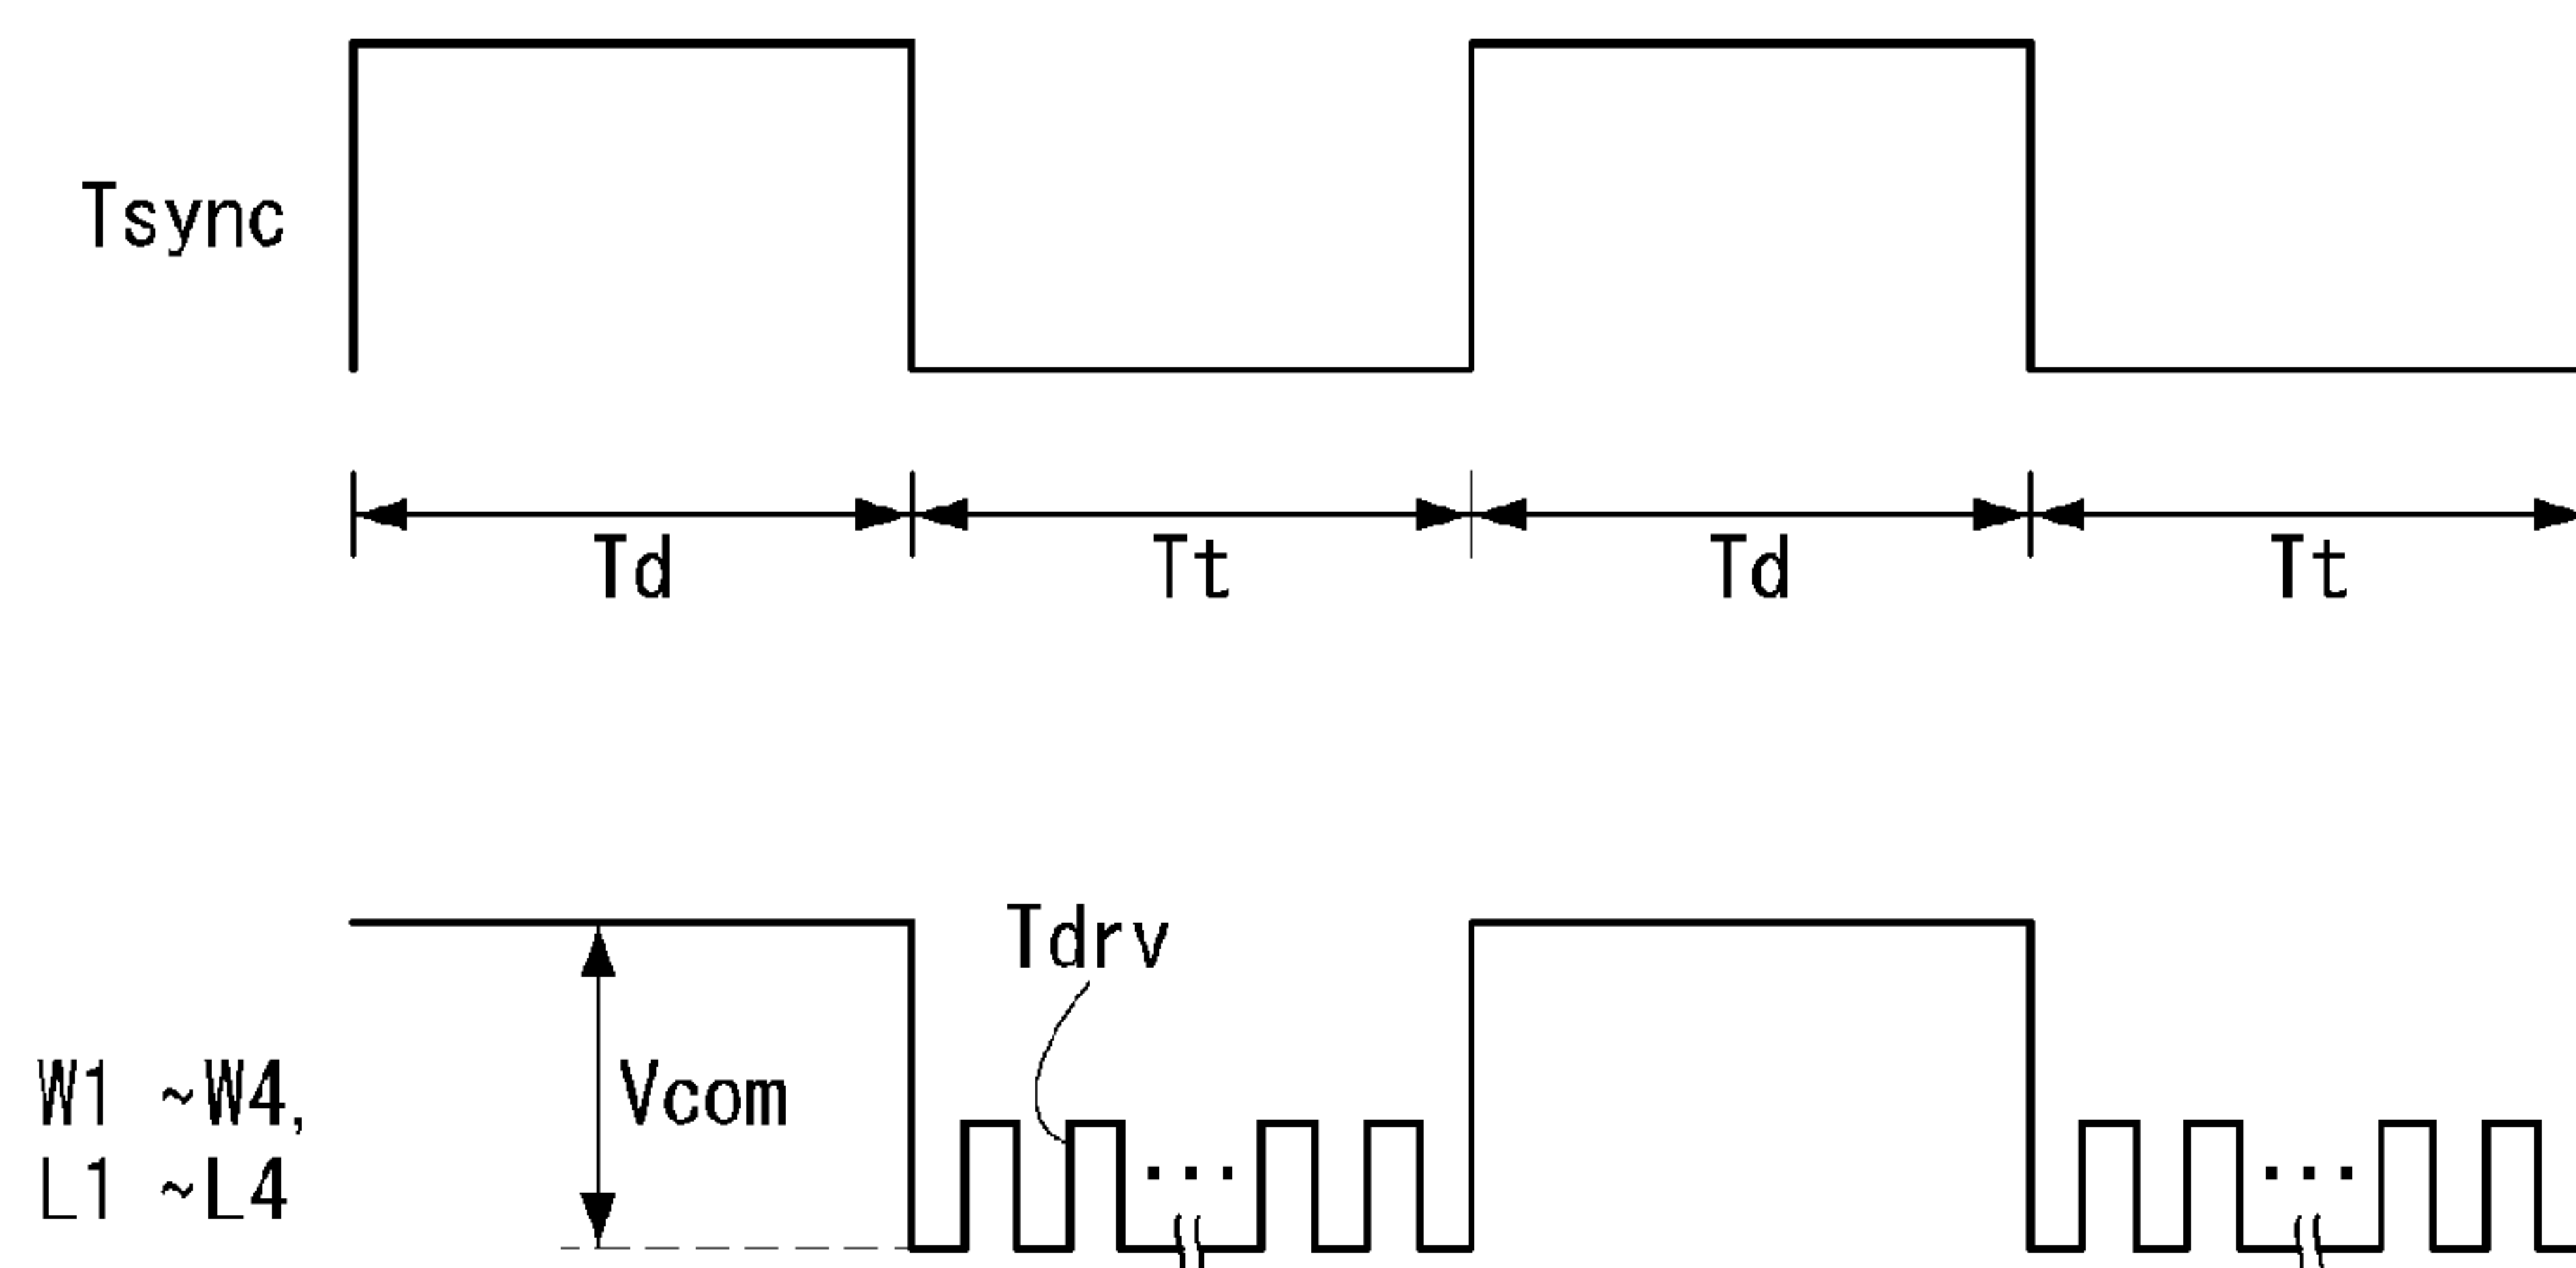 Tsync
Td Tt Td Tt
Tdrv
Vcom
W1 ~W4,
L1 ~L4
...
...